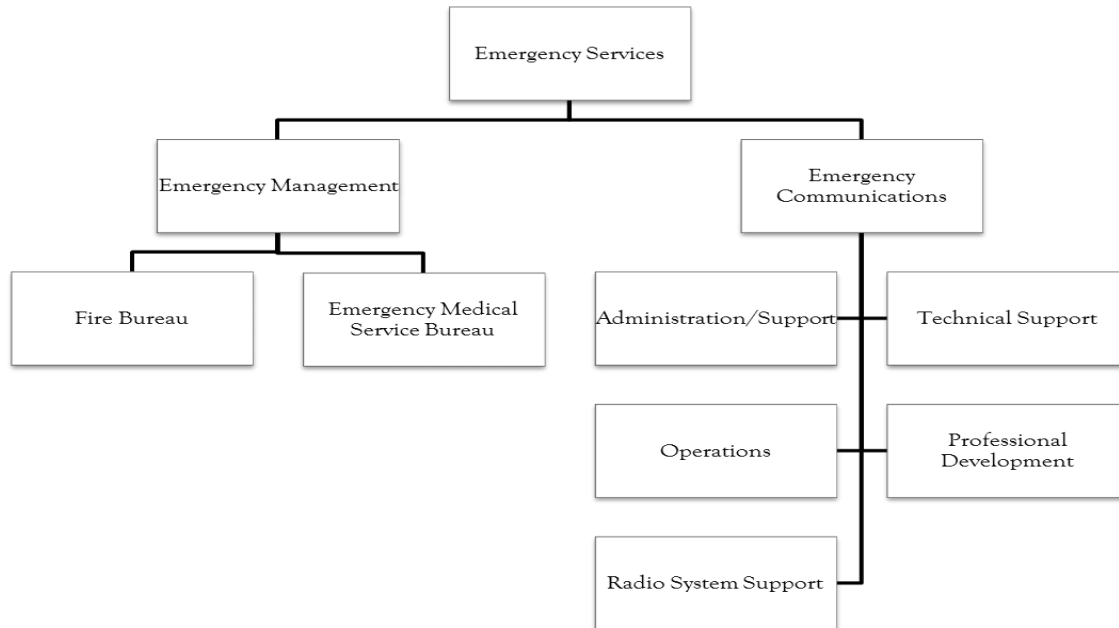 Emergency Services
Emergency Management
Emergency
Communications
Fire Bureau
Emergency Medical
Service Bureau
Administration/Support
Technical Support
Operations
Professional
Development
Radio System Support